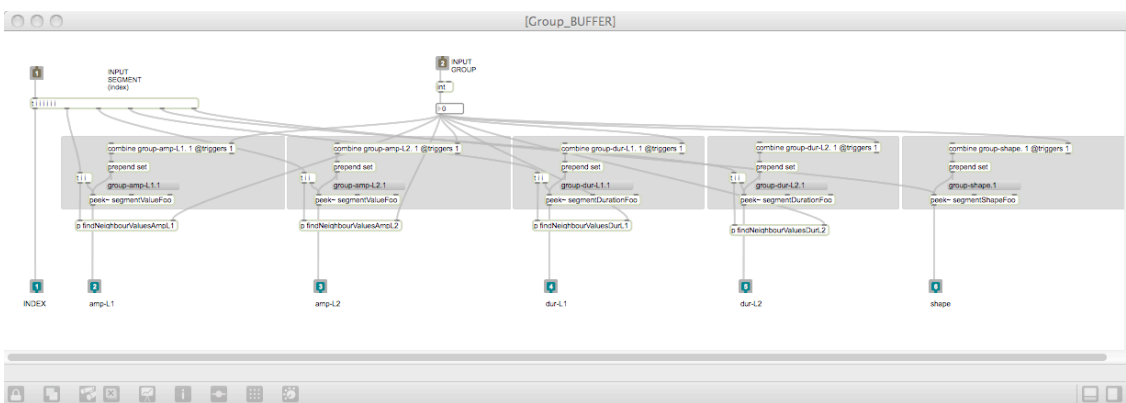 [Group_BUFFER]
1
INPUT
SEGMENT
(index)
2
INPUT
GROUP
int
0
t i i i i i i
combine group-amp-L1. 1 @triggers 1
combine group-amp-L2. 1 @triggers 1
combine group-dur-L1. 1 @triggers 1
combine group-dur-L2. 1 @triggers 1
combine group-shape. 1 @triggers 1
prepend set
prepend set
prepend set
prepend set
prepend set
t i i
t i i
t i i
t i i
group-amp-L1.1
group-amp-L2.1
group-dur-L1.1
group-dur-L2.1
group-shape.1
peek~ segmentValueFoo
peek~ segmentValueFoo
peek~ segmentDurationFoo
peek~ segmentDurationFoo
peek~ segmentShapeFoo
p findNeighbourValuesAmpL1
p findNeighbourValuesAmpL2
p findNeighbourValuesDurL1
p findNeighbourValuesDurL2
1
2
3
4
5
6
INDEX
amp-L1
amp-L2
dur-L1
dur-L2
shape